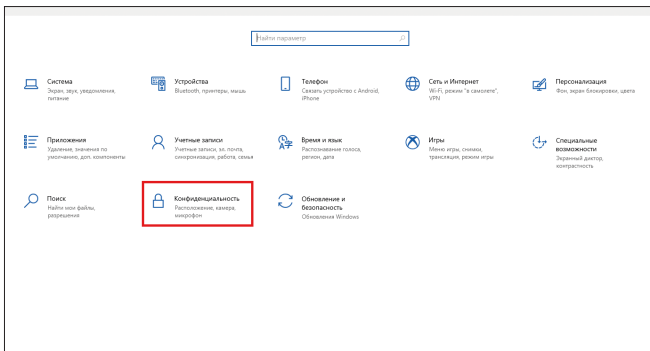 Найти параметр
Система
Экран, звук, уведомления,
питание
Устройства
Bluetooth, принтеры, мышь
Телефон
Связать устройство с Android,
iPhone
Сеть и Интернет
Wi-Fi, режим "в самолете",
VPN
Персонализация
Фон, экран блокировки, цвета
Приложения
Удаление, значения по
умолчанию, доп. компоненты
Учетные записи
Учетные записи, эл. почта,
синхронизация, работа, семья
Время и язык
Распознавание голоса,
регион, дата
Игры
Меню игры, снимки,
трансляция, режим игры
Специальные
возможности
Экранный диктор,
контрастность
Поиск
Найти мои файлы,
разрешения
Конфиденциальность
Расположение, камера,
микрофон
Обновление и
безопасность
Обновления Windows